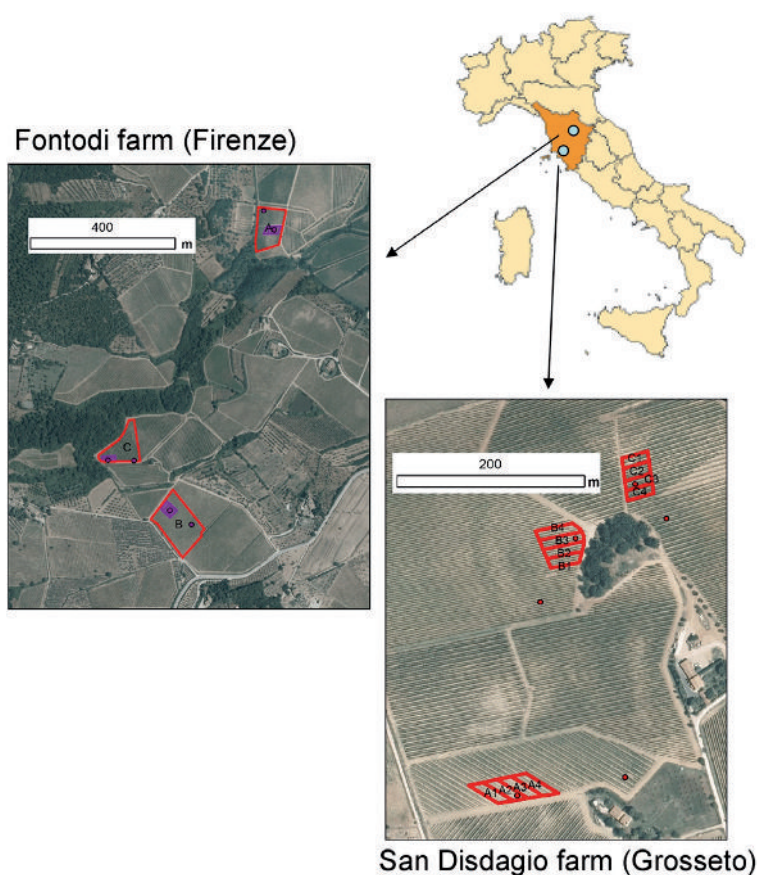 Fontodi farm (Firenze)
400
m
A
C
B
200
m
C1
C2
C3
C4
B4
B3
B2
B1
A1 A2 A3 A4
San Disdagio farm (Grosseto)